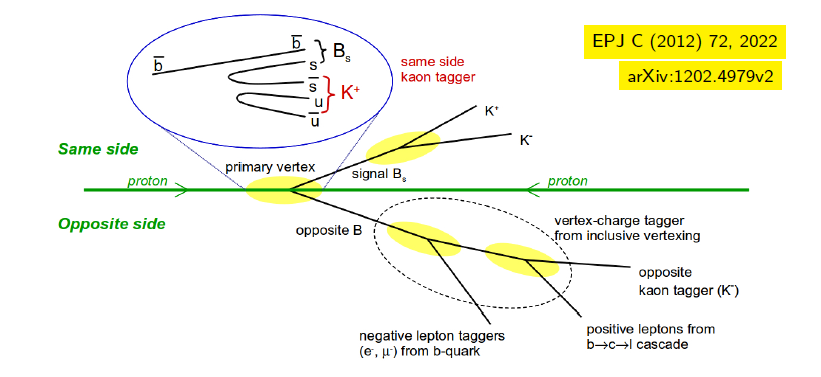 EPJ C (2012) 72, 2022
arXiv:1202.4979v2
b̅
b̅
B_s
s
s̅
K⁺
u
u̅
same side
kaon tagger
K⁺
K⁻
Same side
primary vertex
signal B_s
proton
proton
Opposite side
opposite B
vertex-charge tagger
from inclusive vertexing
opposite
kaon tagger (K⁻)
negative lepton taggers
(e⁻, μ⁻) from b-quark
positive leptons from
b→c→l cascade